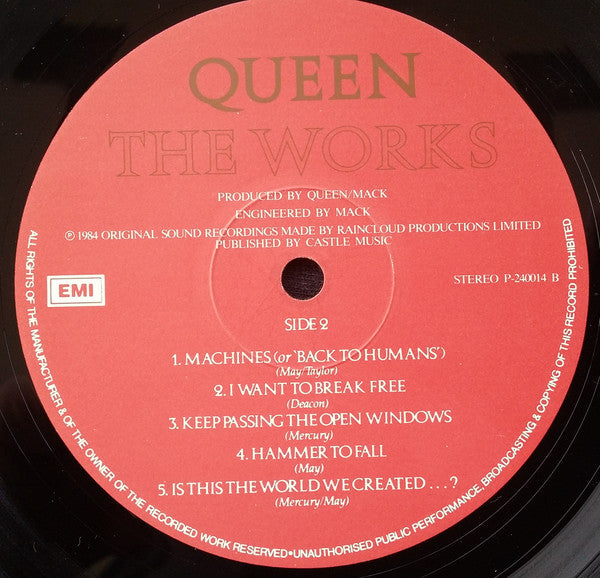 QUEEN
THE WORKS
PRODUCED BY QUEEN/MACK
ENGINEERED BY MACK
℗ 1984 ORIGINAL SOUND RECORDINGS MADE BY RAINCLOUD PRODUCTIONS LIMITED
PUBLISHED BY CASTLE MUSIC
EMI
STEREO P-240014 B
SIDE 2
1. MACHINES (or 'BACK TO HUMANS')
(May/Taylor)
2. I WANT TO BREAK FREE
(Deacon)
3. KEEP PASSING THE OPEN WINDOWS
(Mercury)
4. HAMMER TO FALL
(May)
5. IS THIS THE WORLD WE CREATED ...?
(Mercury/May)
ALL RIGHTS OF THE MANUFACTURER & OF THE OWNER OF THE RECORDED WORK RESERVED•UNAUTHORISED PUBLIC PERFORMANCE, BROADCASTING & COPYING OF THIS RECORD PROHIBITED